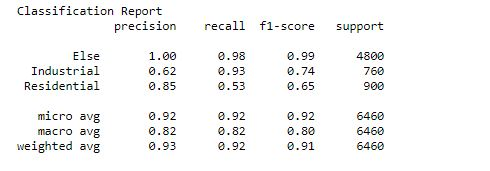 Classification Report
precision recall f1-score support
Else 1.00 0.98 0.99 4800
Industrial 0.62 0.93 0.74 760
Residential 0.85 0.53 0.65 900
micro avg 0.92 0.92 0.92 6460
macro avg 0.82 0.82 0.80 6460
weighted avg 0.93 0.92 0.91 6460